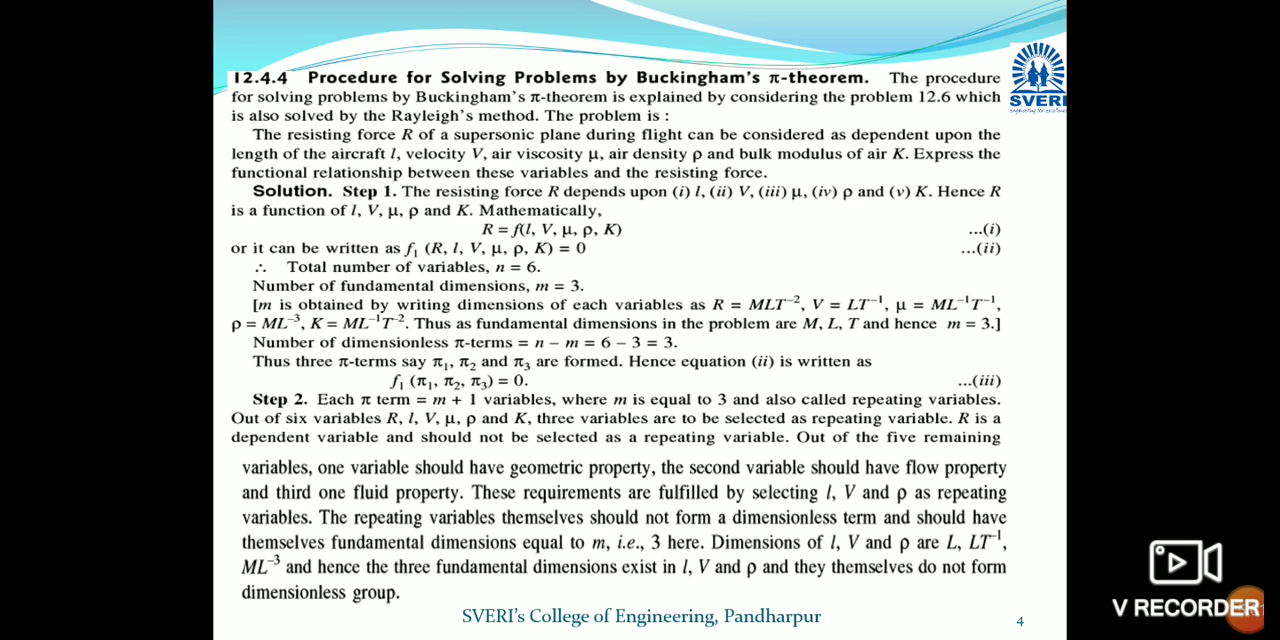 12.4.4 Procedure for Solving Problems by Buckingham's π-theorem. The procedure
for solving problems by Buckingham's π-theorem is explained by considering the problem 12.6 which
is also solved by the Rayleigh's method. The problem is :
The resisting force R of a supersonic plane during flight can be considered as dependent upon the
length of the aircraft l, velocity V, air viscosity μ, air density ρ and bulk modulus of air K. Express the
functional relationship between these variables and the resisting force.
Solution. Step 1. The resisting force R depends upon (i) l, (ii) V, (iii) μ, (iv) ρ and (v) K. Hence R
is a function of l, V, μ, ρ and K. Mathematically,
R = f(l, V, μ, ρ, K) ...(i)
or it can be written as f₁ (R, l, V, μ, ρ, K) = 0 ...(ii)
∴ Total number of variables, n = 6.
Number of fundamental dimensions, m = 3.
[m is obtained by writing dimensions of each variables as R = MLT⁻², V = LT⁻¹, μ = ML⁻¹T⁻¹,
ρ = ML⁻³, K = ML⁻¹T⁻². Thus as fundamental dimensions in the problem are M, L, T and hence m = 3.]
Number of dimensionless π-terms = n – m = 6 – 3 = 3.
Thus three π-terms say π₁, π₂ and π₃ are formed. Hence equation (ii) is written as
f₁ (π₁, π₂, π₃) = 0. ...(iii)
Step 2. Each π term = m + 1 variables, where m is equal to 3 and also called repeating variables.
Out of six variables R, l, V, μ, ρ and K, three variables are to be selected as repeating variable. R is a
dependent variable and should not be selected as a repeating variable. Out of the five remaining
variables, one variable should have geometric property, the second variable should have flow property
and third one fluid property. These requirements are fulfilled by selecting l, V and ρ as repeating
variables. The repeating variables themselves should not form a dimensionless term and should have
themselves fundamental dimensions equal to m, i.e., 3 here. Dimensions of l, V and ρ are L, LT⁻¹,
ML⁻³ and hence the three fundamental dimensions exist in l, V and ρ and they themselves do not form
dimensionless group.
SVERI's College of Engineering, Pandharpur 4
SVERI
V RECORDER